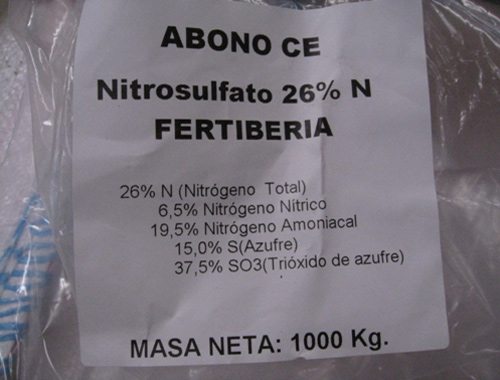 ABONO CE
Nitrosulfato 26% N
FERTIBERIA
26% N (Nitrógeno Total)
6,5% Nitrógeno Nítrico
19,5% Nitrógeno Amoniacal
15,0% S(Azufre)
37,5% SO3(Trióxido de azufre)
MASA NETA: 1000 Kg.